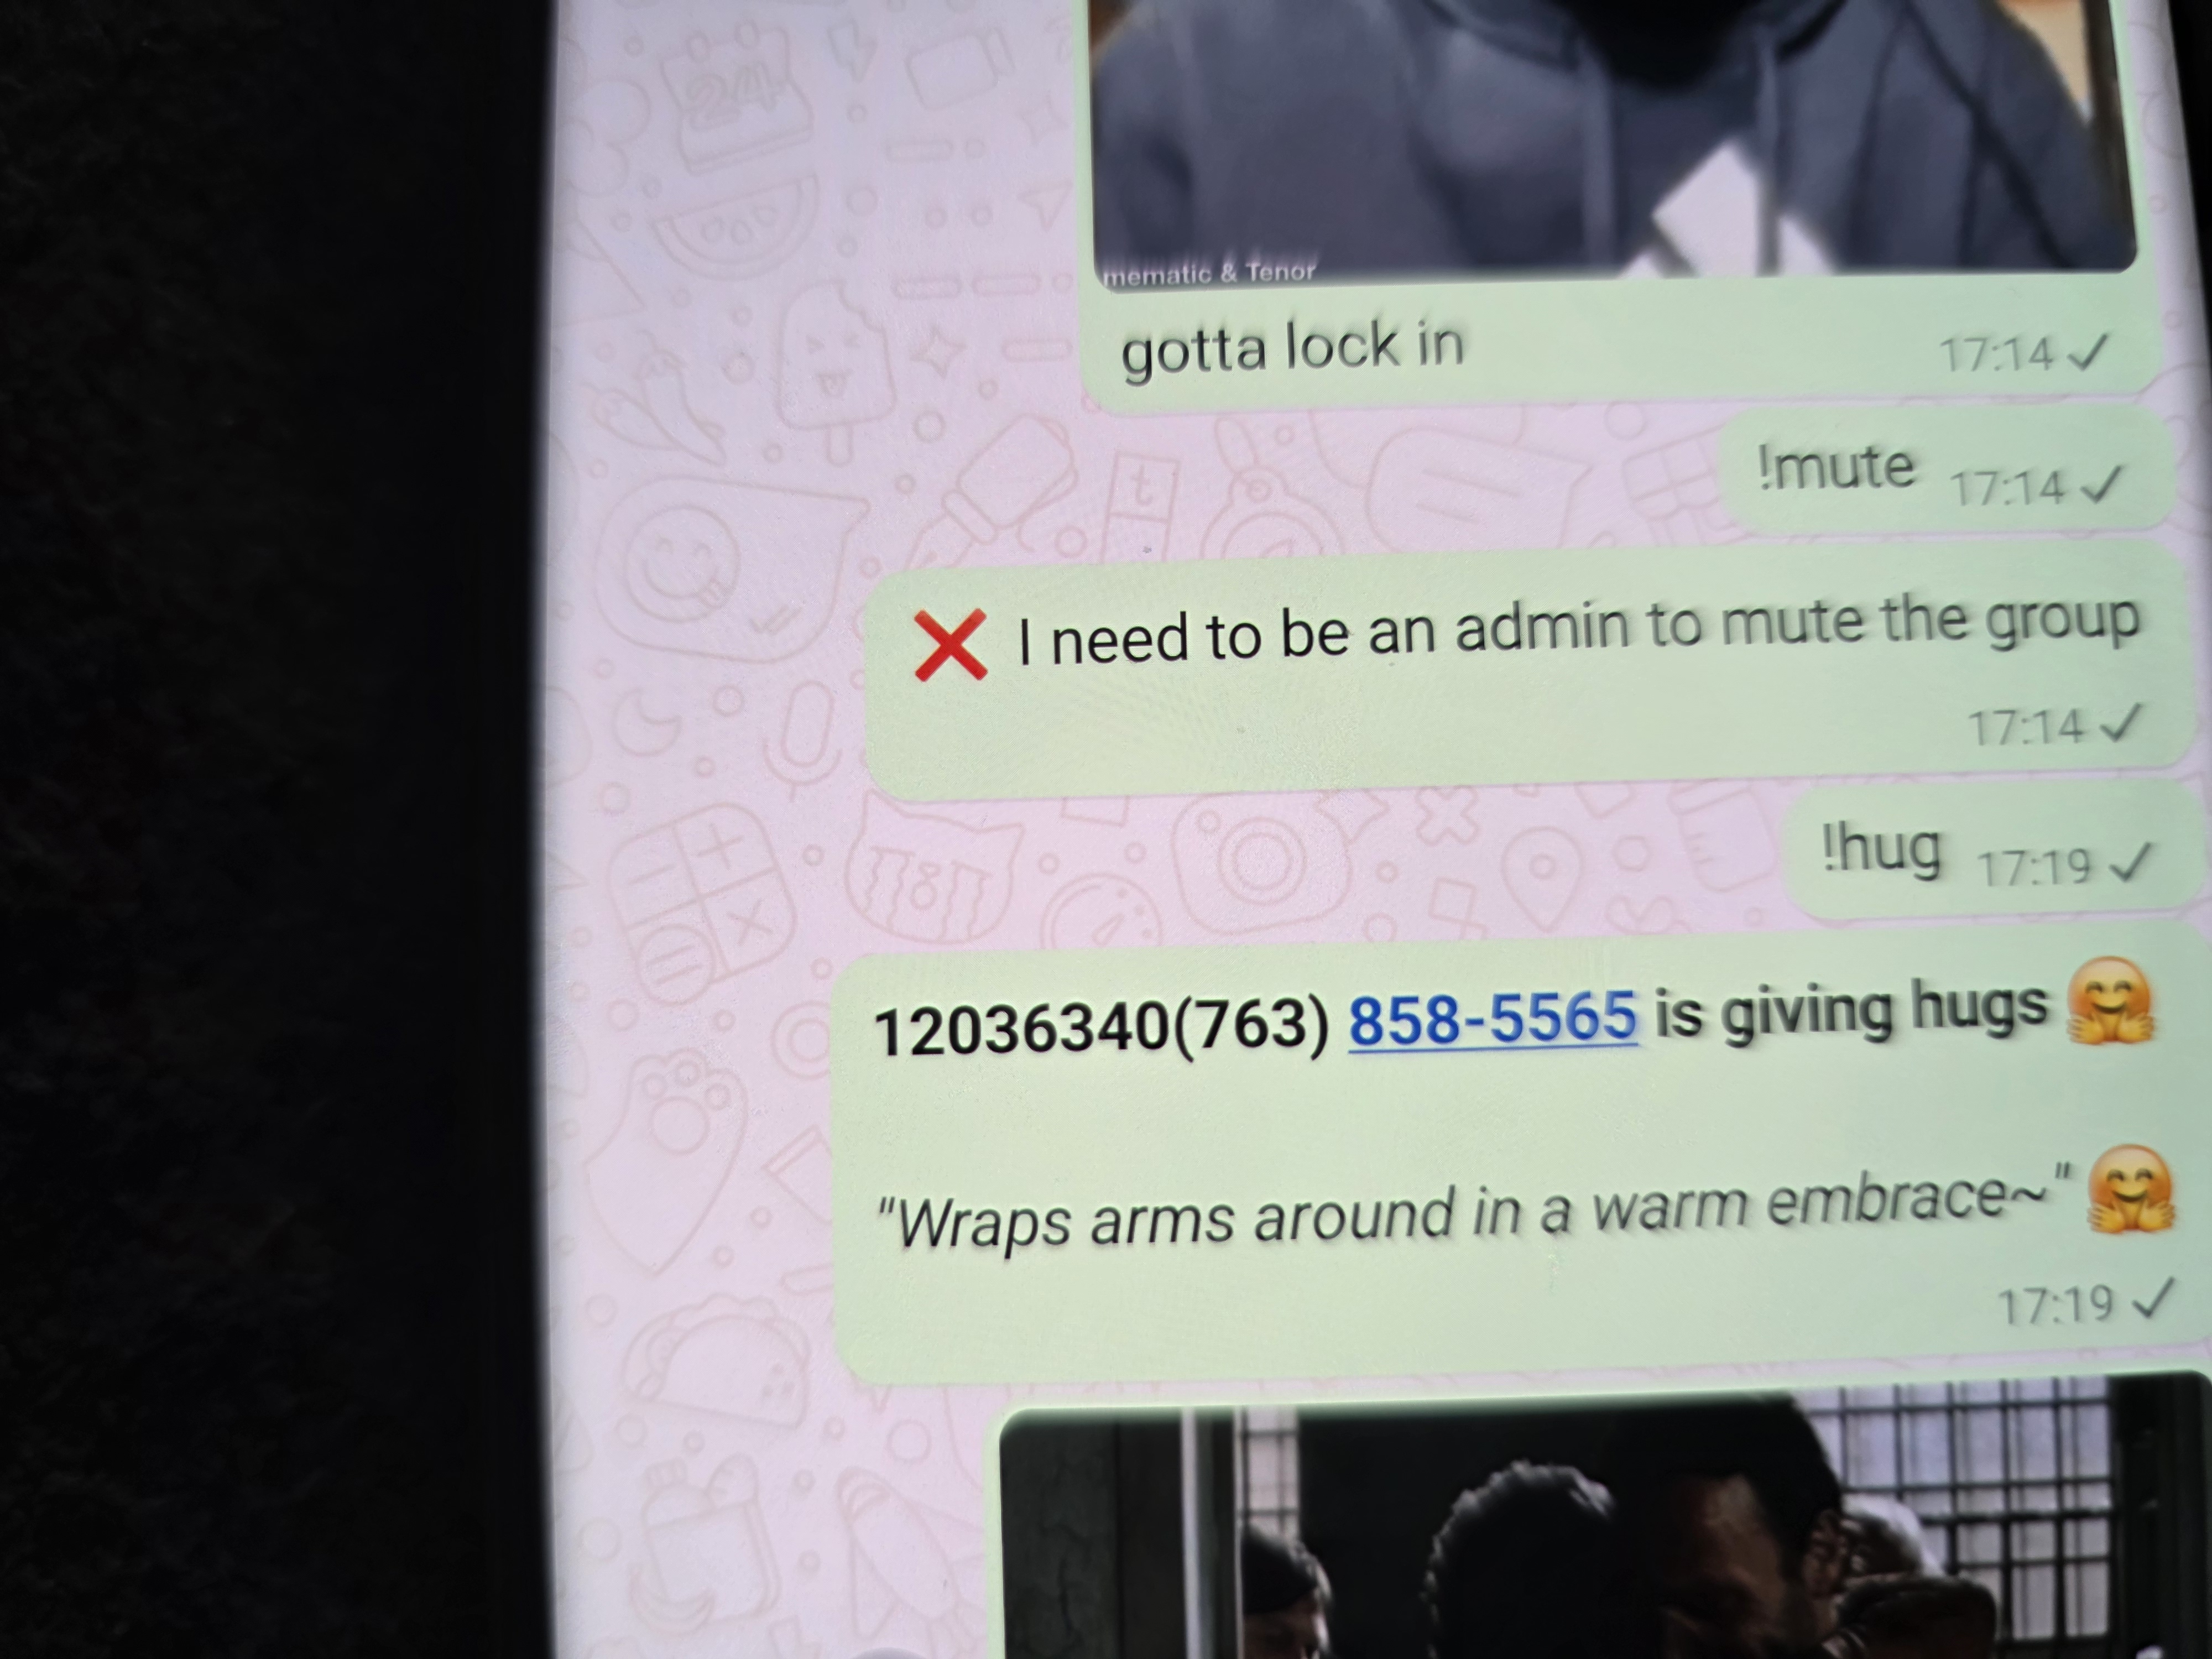 mematic & Tenor
gotta lock in
17:14
!mute 17:14
❌ I need to be an admin to mute the group
17:14
!hug 17:19
120363340(763) 858-5565 is giving hugs 🤗
"Wraps arms around in a warm embrace~" 🤗
17:19